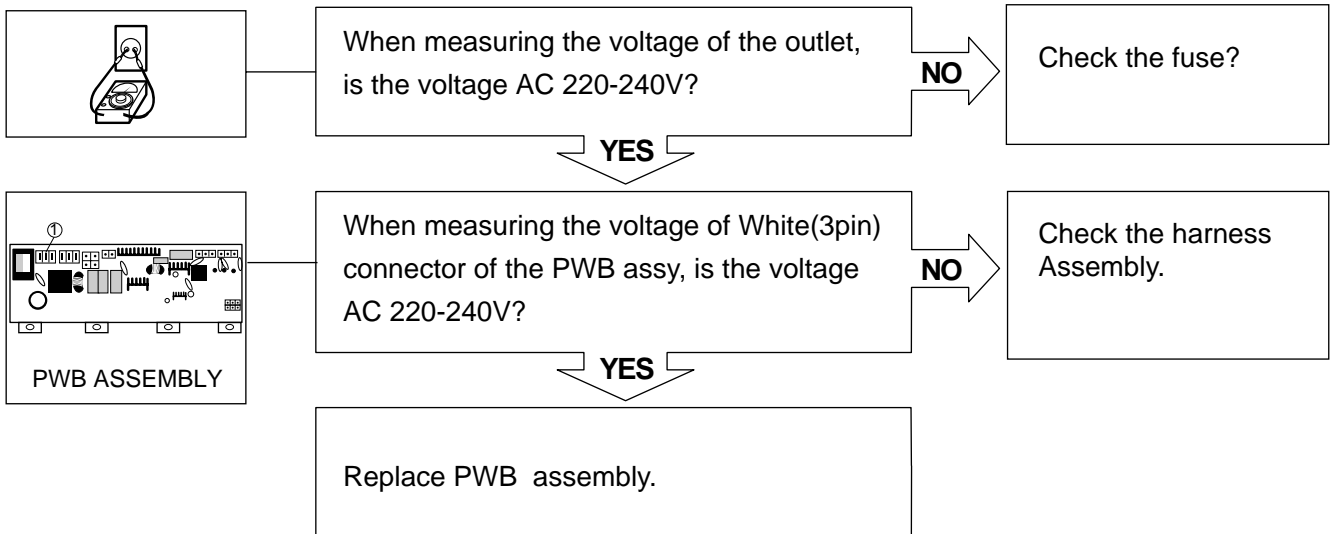 When measuring the voltage of the outlet,
is the voltage AC 220-240V?
NO
Check the fuse?
YES
①
PWB ASSEMBLY
When measuring the voltage of White(3pin)
connector of the PWB assy, is the voltage
AC 220-240V?
NO
Check the harness
Assembly.
YES
Replace PWB  assembly.